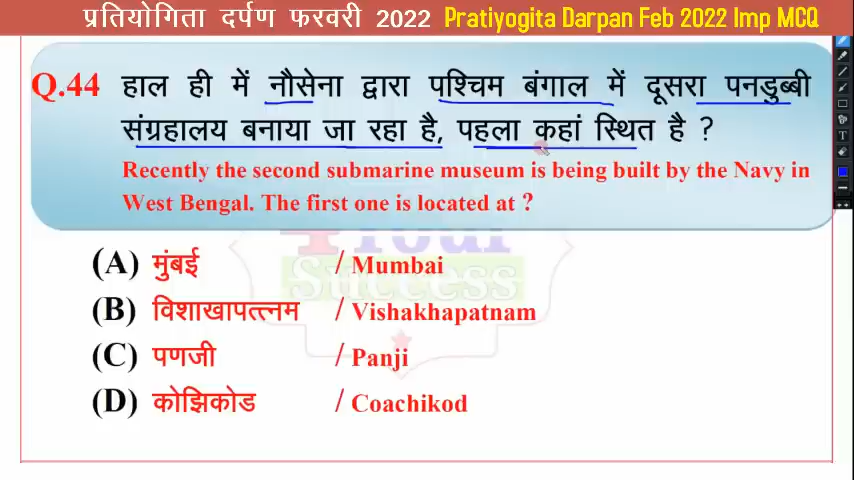 प्रतियोगिता दर्पण फरवरी 2022 Pratiyogita Darpan Feb 2022 Imp MCQ
Q.44 हाल ही में नौसेना द्वारा पश्चिम बंगाल में दूसरा पनडुब्बी
संग्रहालय बनाया जा रहा है, पहला कहां स्थित है ?
Recently the second submarine museum is being built by the Navy in
West Bengal. The first one is located at ?
(A) मुंबई / Mumbai
(B) विशाखापत्त्नम / Vishakhapatnam
(C) पणजी / Panji
(D) कोझिकोड / Coachikod
Success